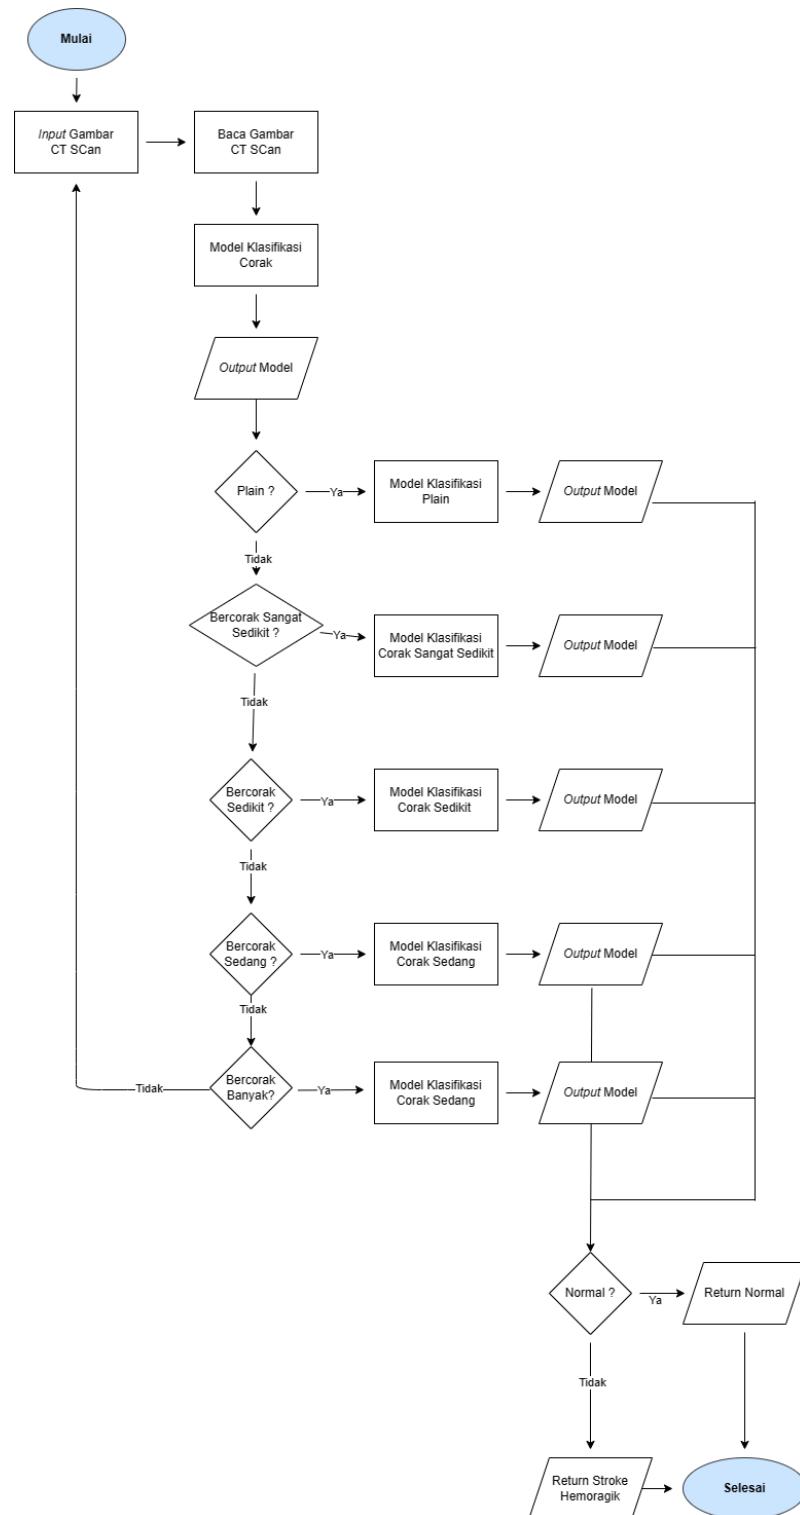 Mulai
Input Gambar
CT SCan
Baca Gambar
CT SCan
Model Klasifikasi
Corak
Output Model
Plain ?
Ya
Model Klasifikasi
Plain
Output Model
Tidak
Bercorak Sangat
Sedikit ?
Ya
Model Klasifikasi
Corak Sangat Sedikit
Output Model
Tidak
Bercorak
Sedikit ?
Ya
Model Klasifikasi
Corak Sedikit
Output Model
Tidak
Bercorak
Sedang ?
Ya
Model Klasifikasi
Corak Sedang
Output Model
Tidak
Tidak
Bercorak
Banyak?
Ya
Model Klasifikasi
Corak Sedang
Output Model
Normal ?
Ya
Return Normal
Tidak
Return Stroke
Hemoragik
Selesai